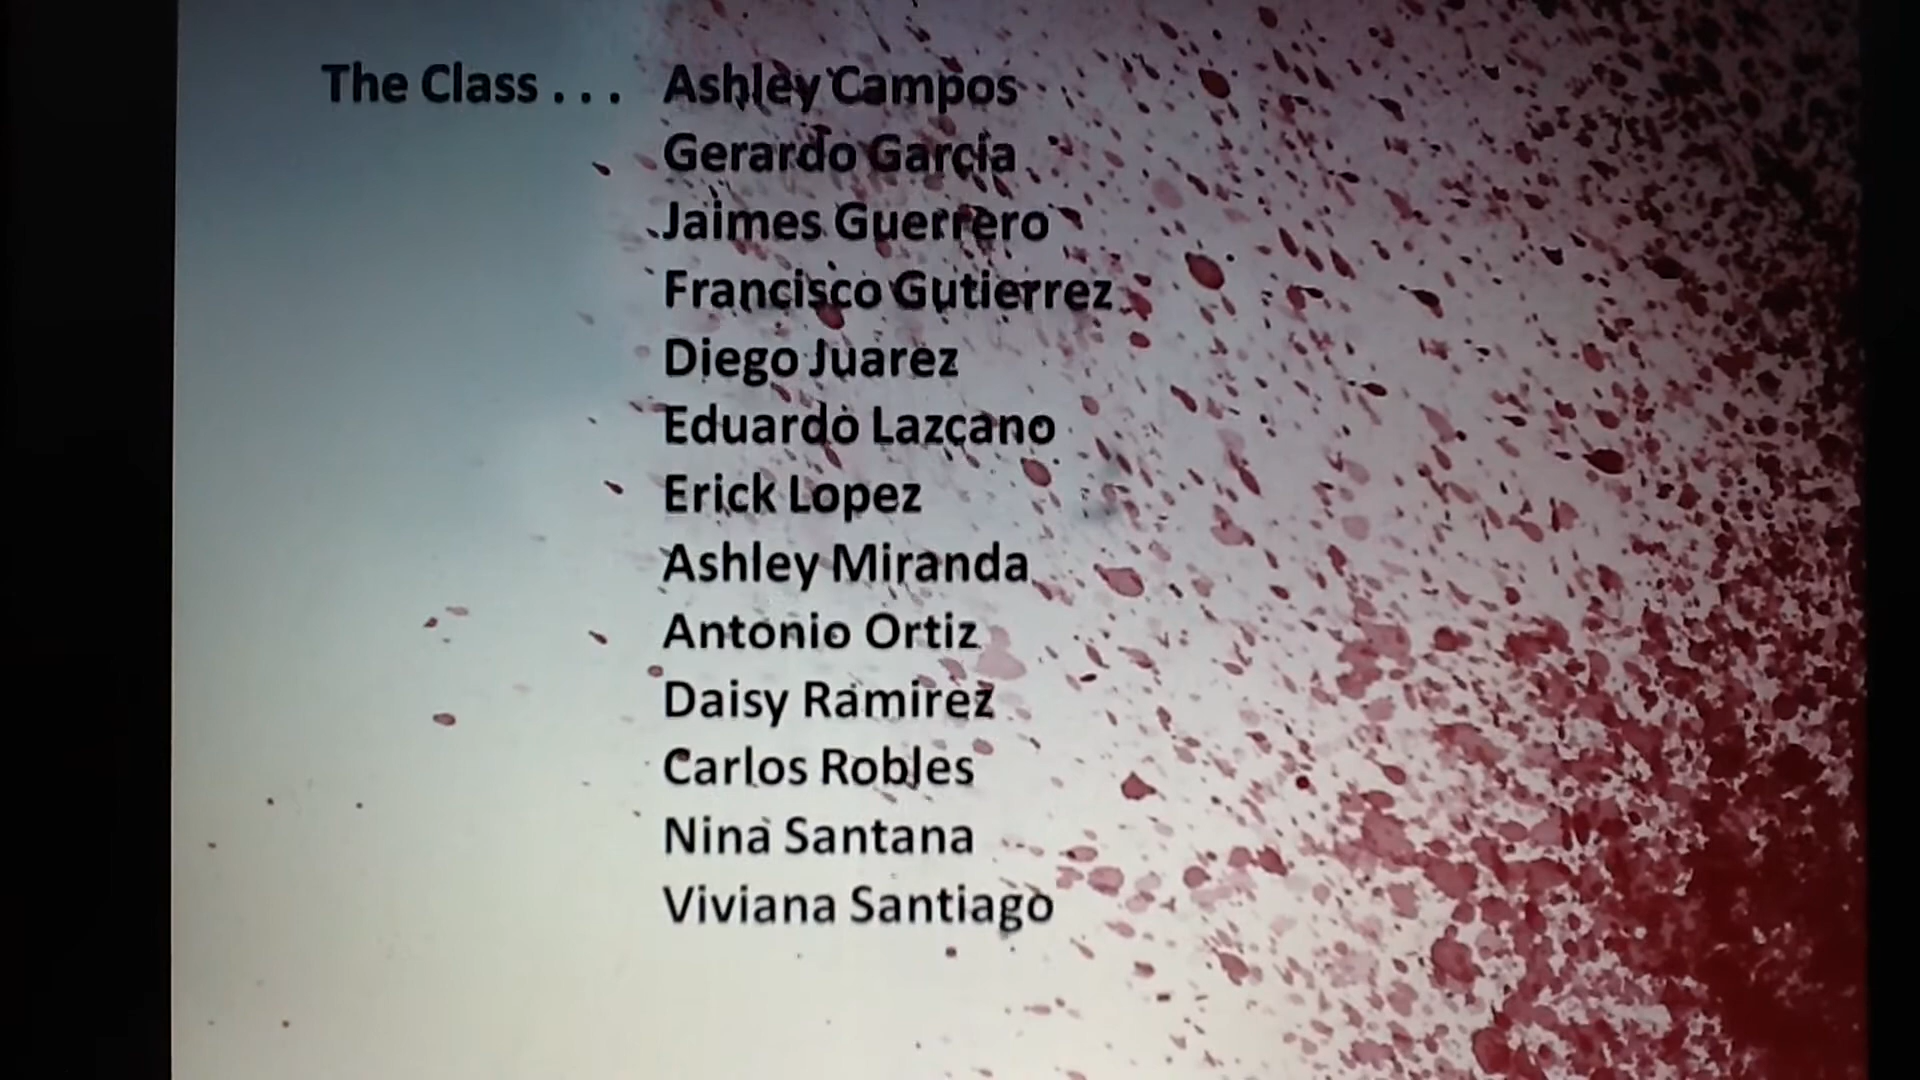 The Class . . . Ashley Campos
Gerardo Garcia
Jaimes Guerrero
Francisco Gutierrez
Diego Juarez
Eduardo Lazcano
Erick Lopez
Ashley Miranda
Antonio Ortiz
Daisy Ramirez
Carlos Robles
Nina Santana
Viviana Santiago